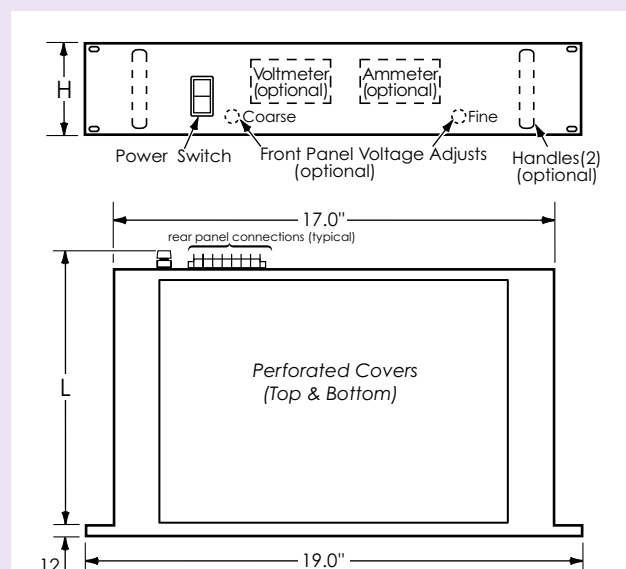 H
Voltmeter
(optional)
Ammeter
(optional)
Coarse
Fine
Power Switch
Front Panel Voltage Adjusts
(optional)
Handles(2)
(optional)
17.0"
rear panel connections (typical)
L
Perforated Covers
(Top & Bottom)
12
19.0"